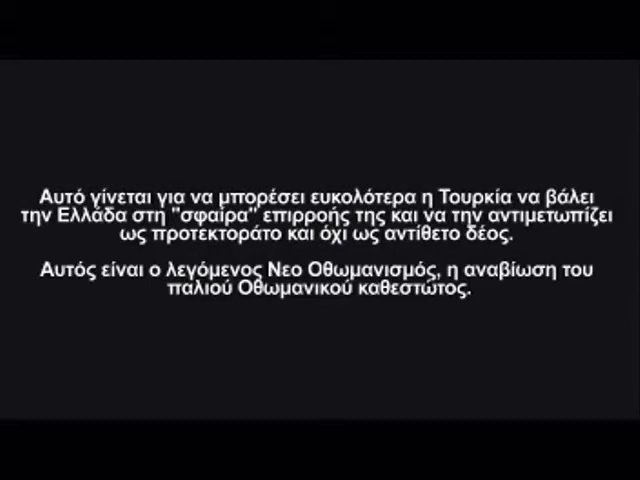 Αυτό γίνεται για να μπορέσει ευκολότερα η Τουρκία να βάλει
την Ελλάδα στη "σφαίρα" επιρροής της και να την αντιμετωπίζει
ως προτεκτοράτο και όχι ως αντίθετο δέος.
Αυτός είναι ο λεγόμενος Νεο Οθωμανισμός, η αναβίωση του
παλιού Οθωμανικού καθεστώτος.